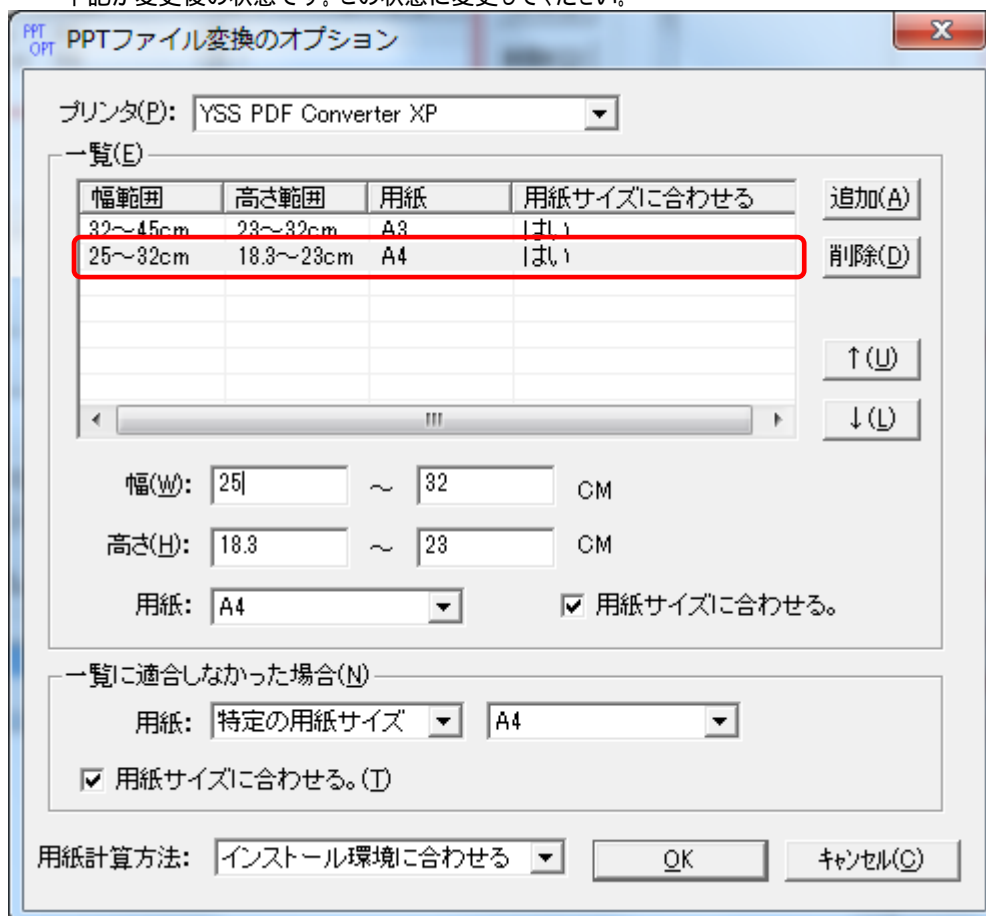 下記が変更後の状態です。この状態に変更してください。
PPT OPT PPTファイル変換のオプション
プリンタ(P): YSS PDF Converter XP
一覧(E)
幅範囲 高さ範囲 用紙 用紙サイズに合わせる 追加(A)
32～45cm 23～32cm A3 はい
25～32cm 18.3～23cm A4 はい 削除(D)
↑(U)
↓(L)
幅(W): 25 ～ 32 CM
高さ(H): 18.3 ～ 23 CM
用紙: A4 用紙サイズに合わせる。
一覧に適合しなかった場合(N)
用紙: 特定の用紙サイズ A4
用紙サイズに合わせる。(T)
用紙計算方法: インストール環境に合わせる OK ｷｬﾝｾﾙ(C)